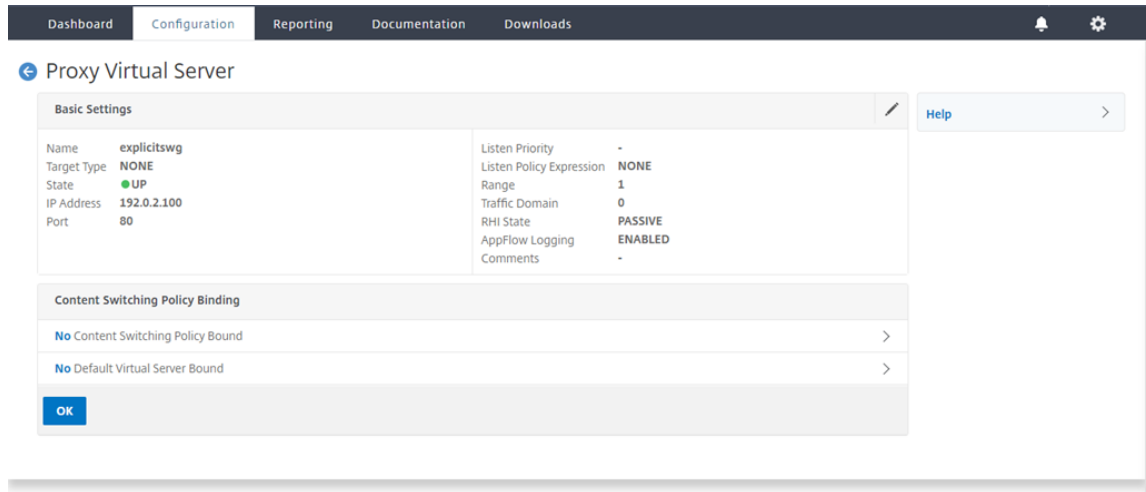 Dashboard Configuration Reporting Documentation Downloads
Proxy Virtual Server
Basic Settings
Help
Name explicitswg
Target Type NONE
State UP
IP Address 192.0.2.100
Port 80
Listen Priority -
Listen Policy Expression NONE
Range 1
Traffic Domain 0
RHI State PASSIVE
AppFlow Logging ENABLED
Comments -
Content Switching Policy Binding
No Content Switching Policy Bound
No Default Virtual Server Bound
OK